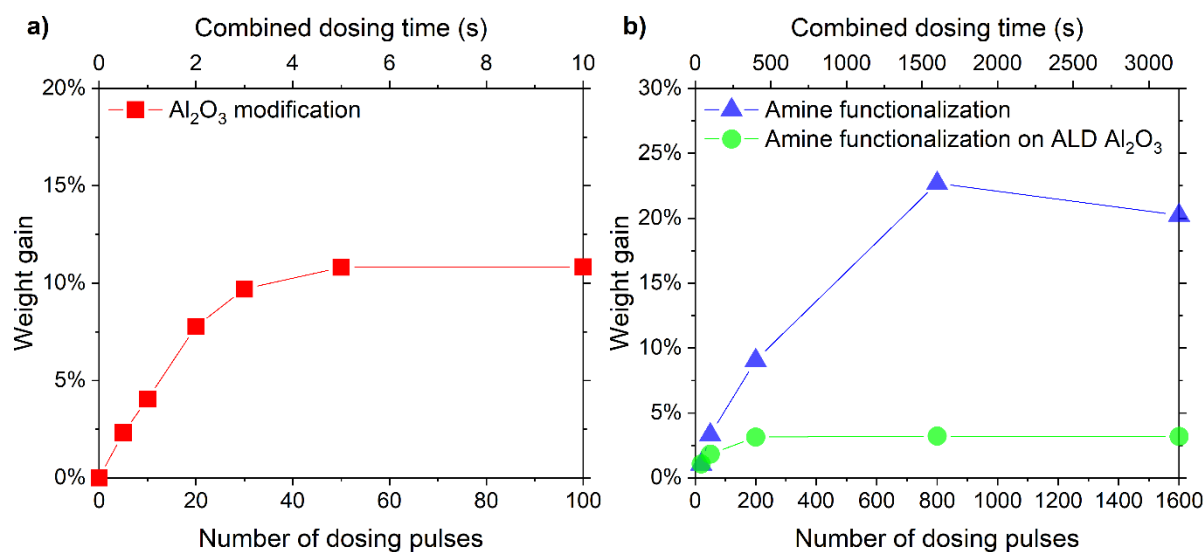 a)
Combined dosing time (s)
0 2 4 6 8 10
20%
15%
10%
5%
0%
Weight gain
Al₂O₃ modification
0 20 40 60 80 100
Number of dosing pulses
b)
Combined dosing time (s)
0 500 1000 1500 2000 2500 3000
30%
25%
20%
15%
10%
5%
0%
Weight gain
Amine functionalization
Amine functionalization on ALD Al₂O₃
0 200 400 600 800 1000 1200 1400 1600
Number of dosing pulses